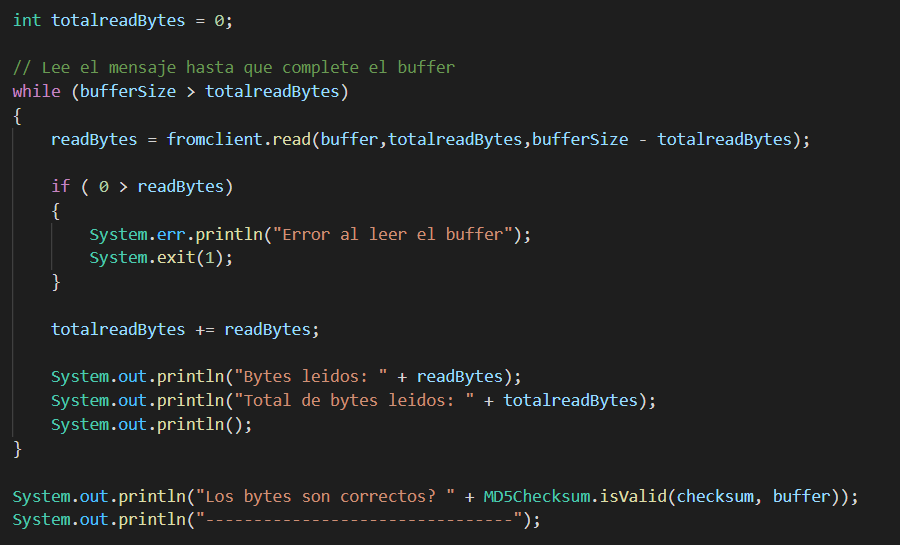 int totalreadBytes = 0;
// Lee el mensaje hasta que complete el buffer
while (bufferSize > totalreadBytes)
{
readBytes = fromclient.read(buffer,totalreadBytes,bufferSize - totalreadBytes);
if ( 0 > readBytes)
{
System.err.println("Error al leer el buffer");
System.exit(1);
}
totalreadBytes += readBytes;
System.out.println("Bytes leidos: " + readBytes);
System.out.println("Total de bytes leidos: " + totalreadBytes);
System.out.println();
}
System.out.println("Los bytes son correctos? " + MD5Checksum.isValid(checksum, buffer));
System.out.println("--------------------------------");